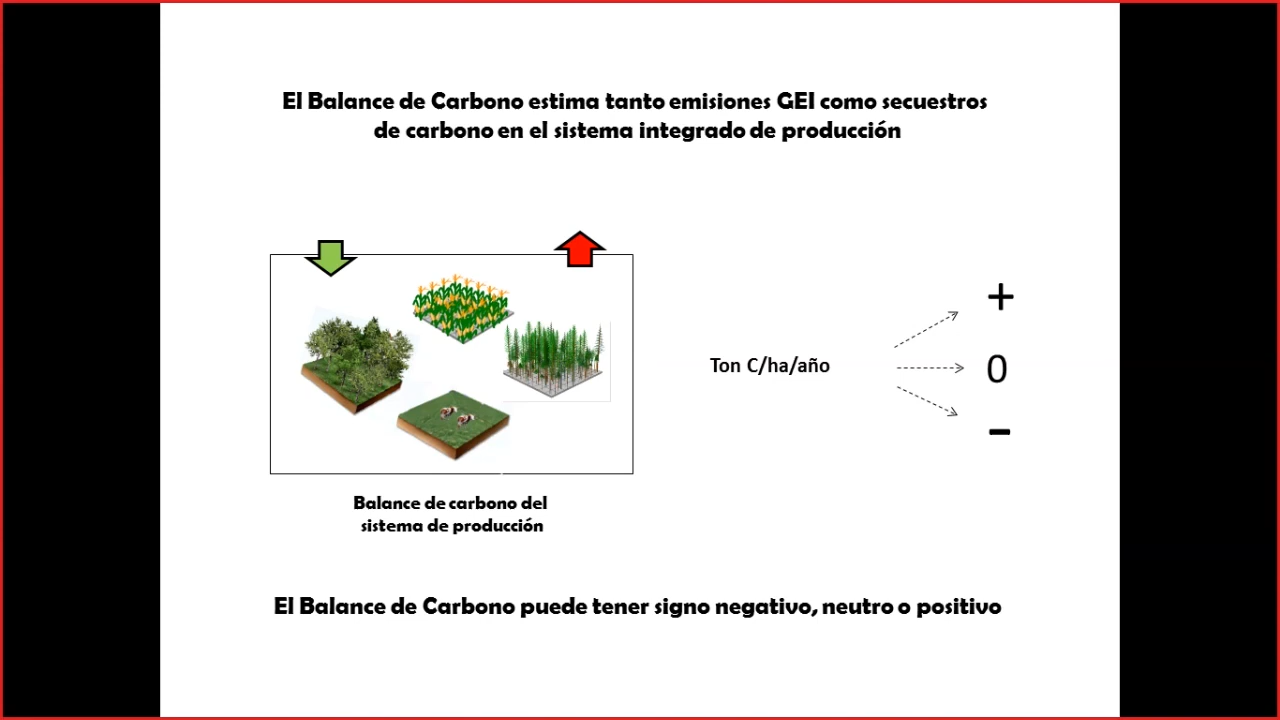 El Balance de Carbono estima tanto emisiones GEI como secuestros
de carbono en el sistema integrado de producción
+
Ton C/ha/año
0
-
Balance de carbono del
sistema de producción
El Balance de Carbono puede tener signo negativo, neutro o positivo